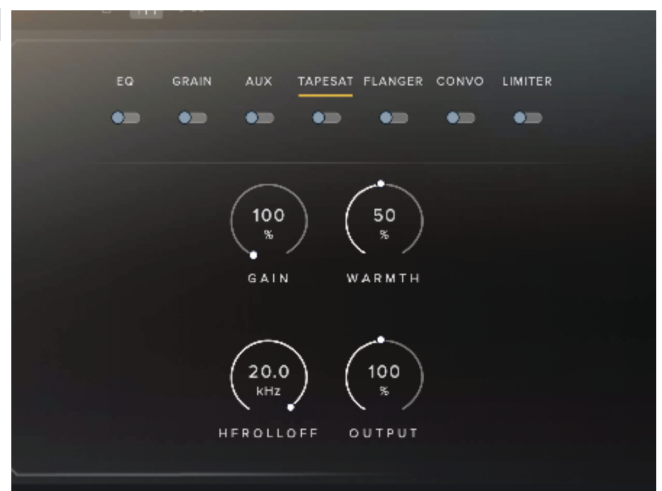 EQ GRAIN AUX TAPESAT FLANGER CONVO LIMITER
100 50
% %
GAIN WARMTH
20.0 100
kHz %
HFROLLOFF OUTPUT